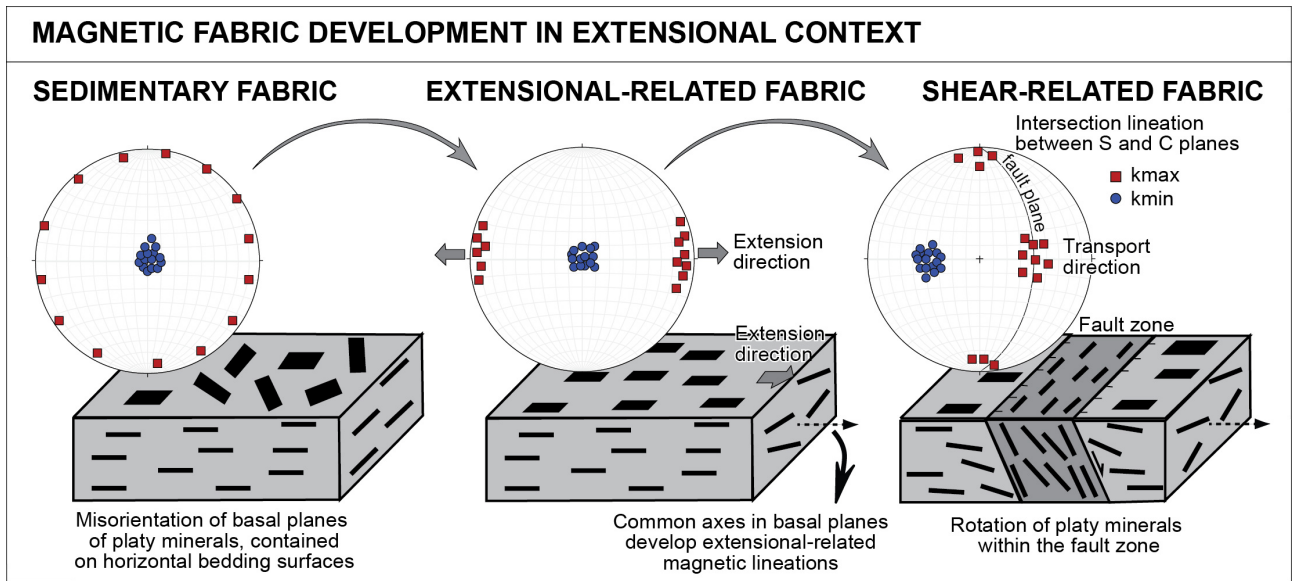 MAGNETIC FABRIC DEVELOPMENT IN EXTENSIONAL CONTEXT
SEDIMENTARY FABRIC
EXTENSIONAL-RELATED FABRIC
SHEAR-RELATED FABRIC
Intersection lineation
between S and C planes
kmax
kmin
fault plane
Extension
direction
Transport
direction
Extension
direction
Fault zone
Misorientation of basal planes
of platy minerals, contained
on horizontal bedding surfaces
Common axes in basal planes
develop extensional-related
magnetic lineations
Rotation of platy minerals
within the fault zone